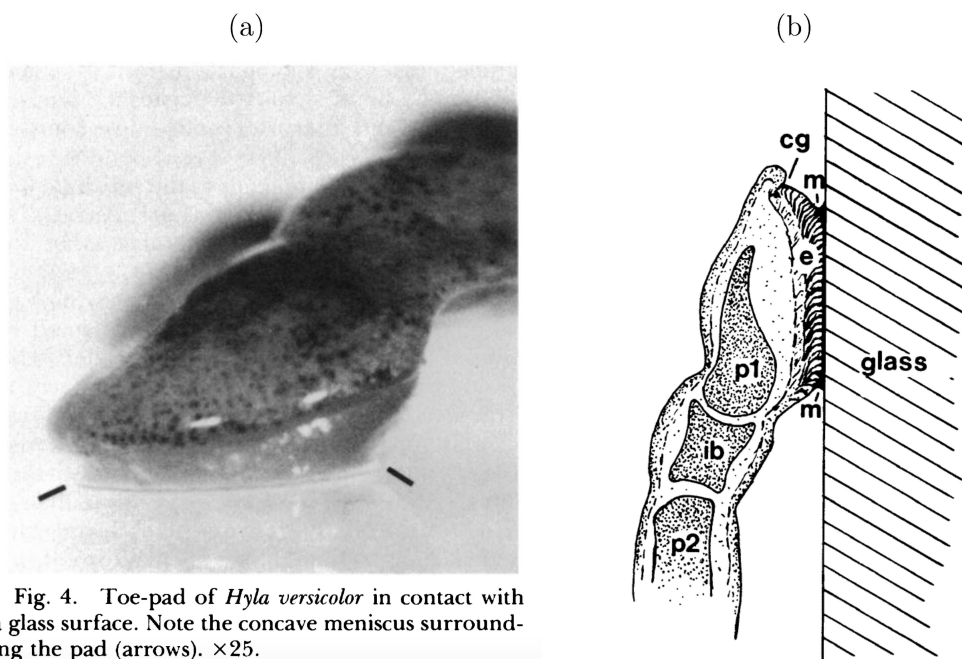 (a)
(b)
cg
m
e
glass
p1
m
ib
p2
Fig. 4. Toe-pad of Hyla versicolor in contact with
a glass surface. Note the concave meniscus surround-
ing the pad (arrows). ×25.